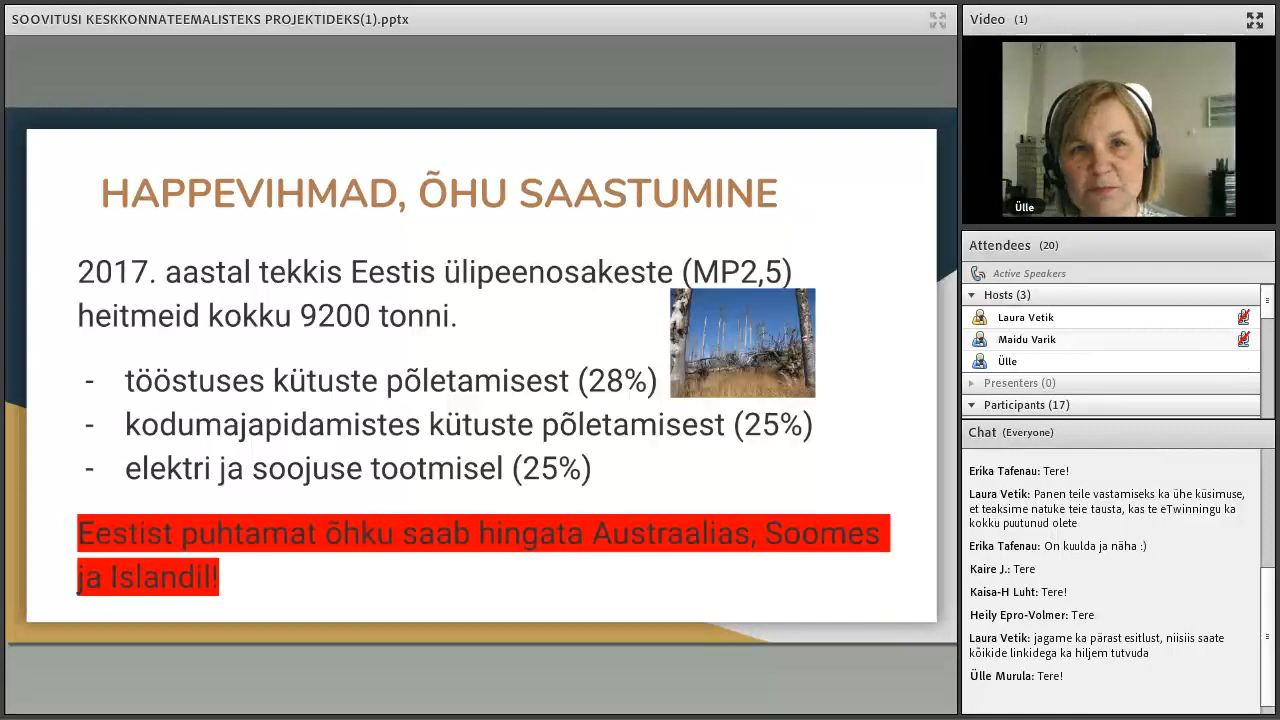 SOOVITUSI KESKKONNATEEMALISTEKS PROJEKTIDEKS(1).pptx
HAPPEVIHMAD, ÕHU SAASTUMINE
2017. aastal tekkis Eestis ülipeenosakeste (MP2,5)
heitmeid kokku 9200 tonni.
- tööstuses kütuste põletamisest (28%)
- kodumajapidamistes kütuste põletamisest (25%)
- elektri ja soojuse tootmisel (25%)
Eestist puhtamat õhku saab hingata Austraalias, Soomes
ja Islandil!
Video (1)
Ülle
Attendees (20)
Active Speakers
Hosts (3)
Laura Vetik
Maidu Varik
Ülle
Presenters (0)
Participants (17)
Chat (Everyone)
Erika Tafenau: Tere!
Laura Vetik: Panen teile vastamiseks ka ühe küsimuse,
et teaksime natuke teie tausta, kas te eTwinningu ka
kokku puutunud olete
Erika Tafenau: On kuulda ja näha :)
Kaire J.: Tere
Kaisa-H Luht: Tere!
Heily Epro-Volmer: Tere
Laura Vetik: jagame ka pärast esitlust, niisiis saate
kõikide linkidega ka hiljem tutvuda
Ülle Murula: Tere!